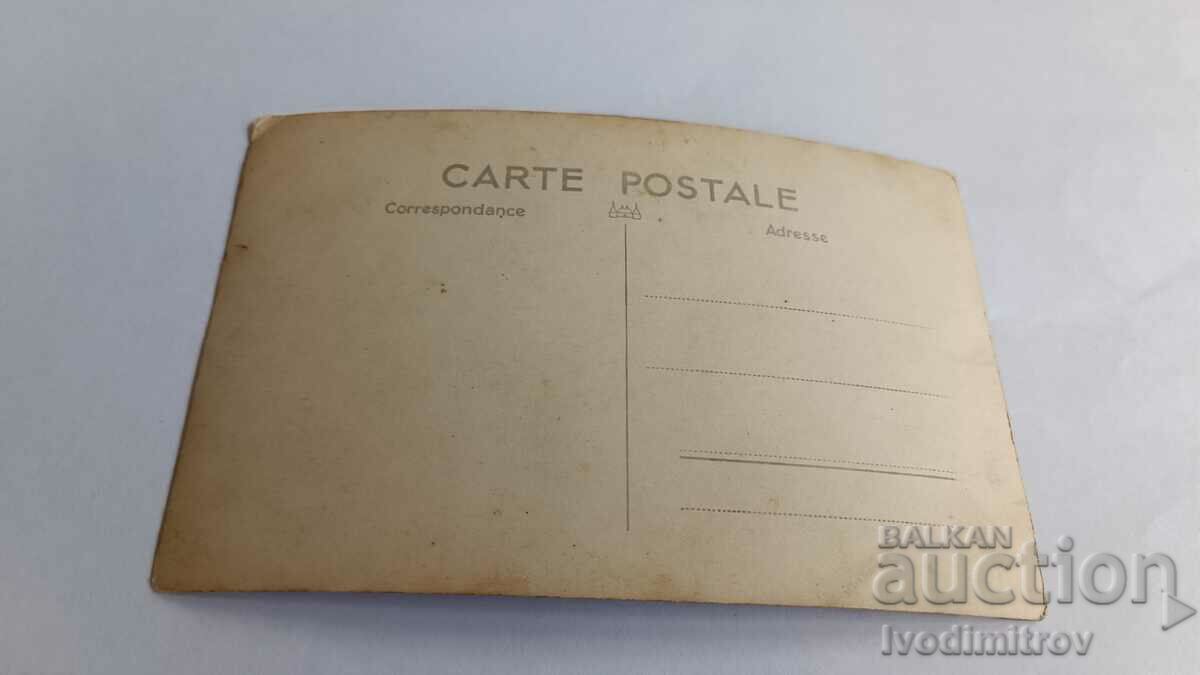 CARTE POSTALE
Correspondance
Adresse
BALKAN
auction
Ivodimitrov